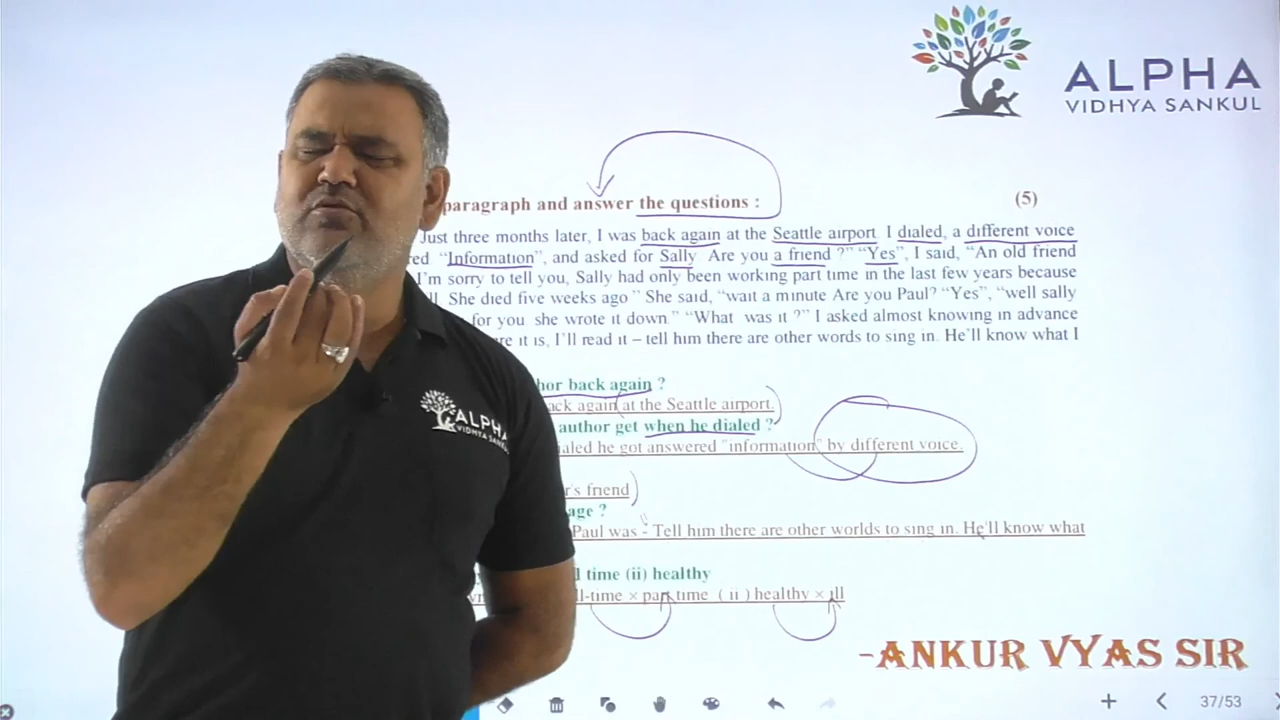 ALPHA
VIDHYA SANKUL
paragraph and answer the questions : (5)
Just three months later, I was back again at the Seattle airport I dialed, a different voice
ed "Information", and asked for Sally Are you a friend ?" "Yes", I said, "An old friend
I'm sorry to tell you, Sally had only been working part time in the last few years because
She died five weeks ago " She said, "wait a minute Are you Paul? "Yes", "well sally
for you she wrote it down " "What was it ?" I asked almost knowing in advance
re it is, I'll read it – tell him there are other words to sing in. He'll know what I
hor back again ?
ack again at the Seattle airport.
author get when he dialed ?
aled he got answered "information" by different voice.
r's friend
age ?
Paul was - Tell him there are other worlds to sing in. He'll know what
time (ii) healthy
ll-time × part time ( ii ) healthy × ill
ALPHA
VIDHYA SANK
-ANKUR VYAS SIR
37/53